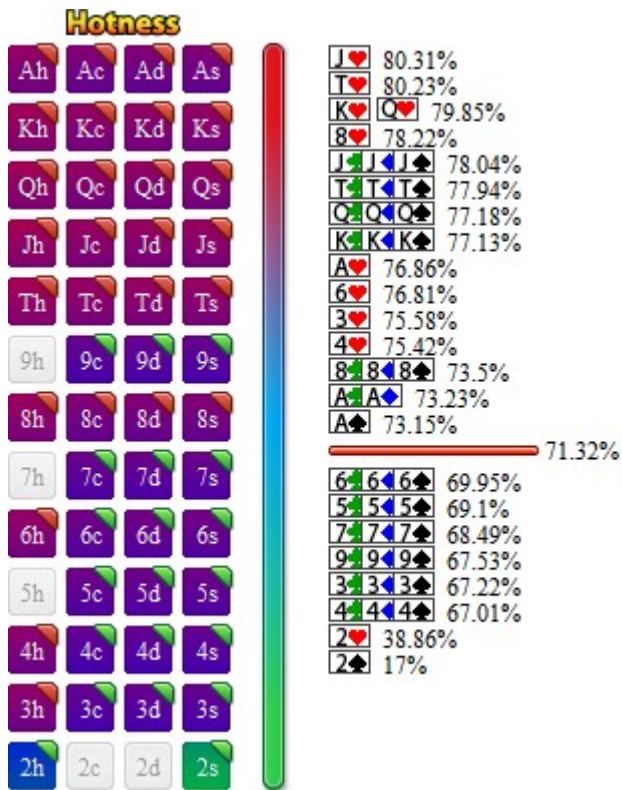 Hotness
Ah Ac Ad As
Kh Kc Kd Ks
Qh Qc Qd Qs
Jh Jc Jd Js
Th Tc Td Ts
9h 9c 9d 9s
8h 8c 8d 8s
7h 7c 7d 7s
6h 6c 6d 6s
5h 5c 5d 5s
4h 4c 4d 4s
3h 3c 3d 3s
2h 2c 2d 2s
J♥ 80.31%
T♥ 80.23%
K♥ Q♥ 79.85%
8♥ 78.22%
J♣ J♦ J♠ 78.04%
T♣ T♦ T♠ 77.94%
Q♣ Q♦ Q♠ 77.18%
K♣ K♦ K♠ 77.13%
A♥ 76.86%
6♥ 76.81%
3♥ 75.58%
4♥ 75.42%
8♣ 8♦ 8♠ 73.5%
A♣ A♦ 73.23%
A♠ 73.15%
71.32%
6♣ 6♦ 6♠ 69.95%
5♣ 5♦ 5♠ 69.1%
7♣ 7♦ 7♠ 68.49%
9♣ 9♦ 9♠ 67.53%
3♣ 3♦ 3♠ 67.22%
4♣ 4♦ 4♠ 67.01%
2♥ 38.86%
2♠ 17%